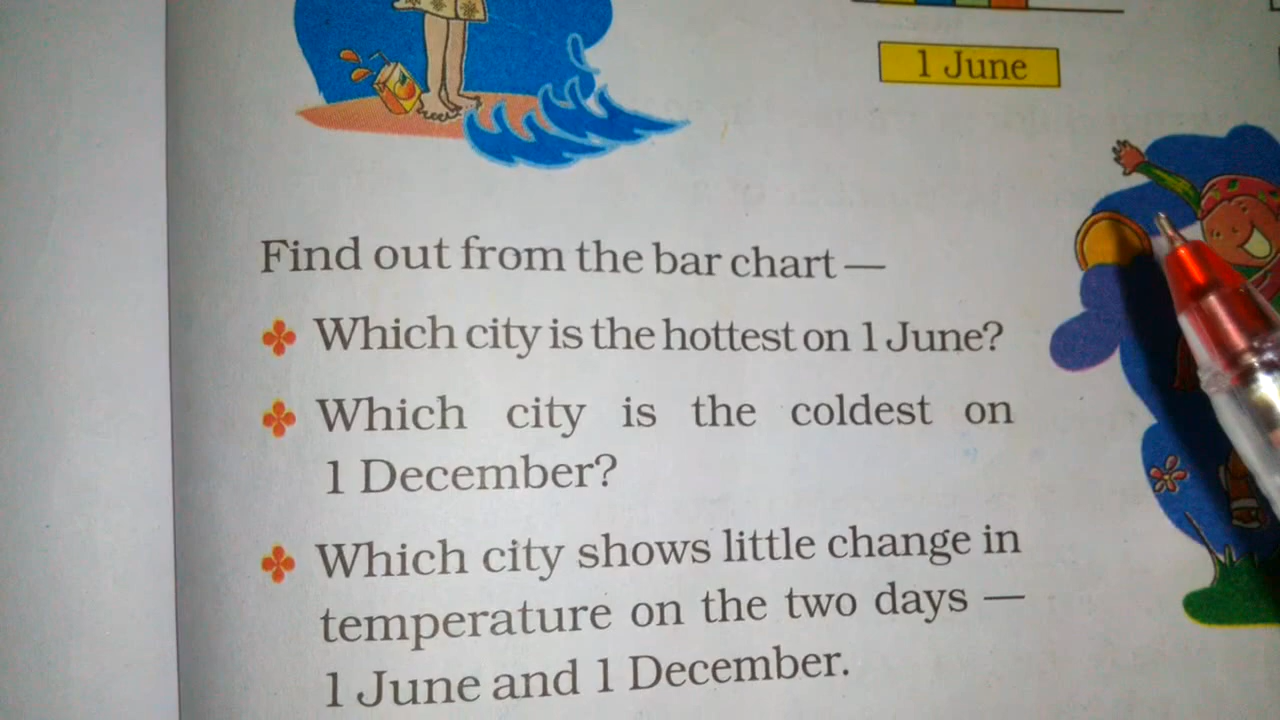 1 June
Find out from the bar chart —
Which city is the hottest on 1 June?
Which city is the coldest on
1 December?
Which city shows little change in
temperature on the two days —
1 June and 1 December.